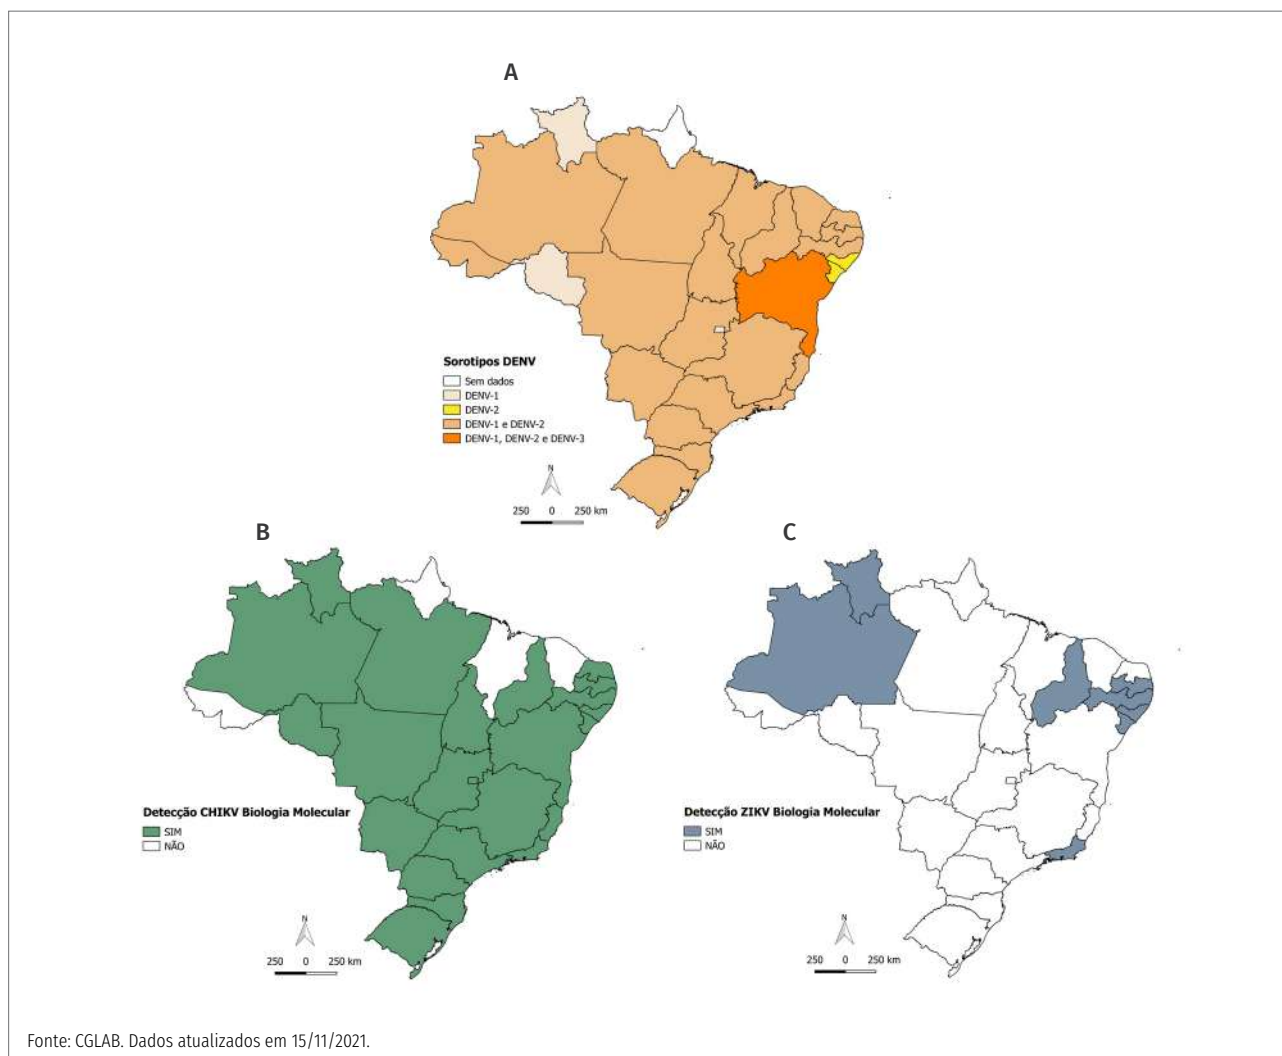 A
Sorotipos DENV
Sem dados
DENV-1
DENV-2
DENV-1 e DENV-2
DENV-1, DENV-2 e DENV-3
N
250 0 250 km
B
Detecção CHIKV Biologia Molecular
SIM
NÃO
N
250 0 250 km
C
Detecção ZIKV Biologia Molecular
SIM
NÃO
N
250 0 250 km
Fonte: CGLAB. Dados atualizados em 15/11/2021.